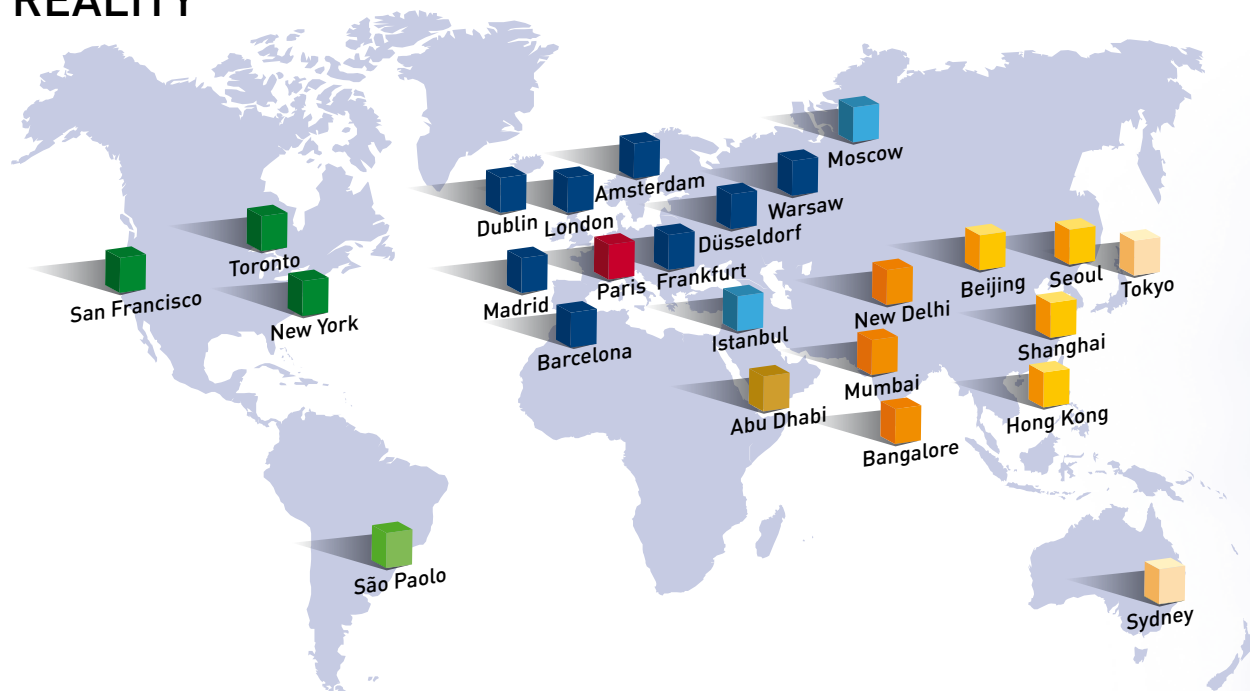 REALITY
Moscow
Amsterdam
Warsaw
Dublin
London
Düsseldorf
Toronto
Frankfurt
Paris
Madrid
San Francisco
New York
Beijing
Seoul
Tokyo
New Delhi
Istanbul
Barcelona
Shanghai
Mumbai
Abu Dhabi
Hong Kong
Bangalore
São Paolo
Sydney